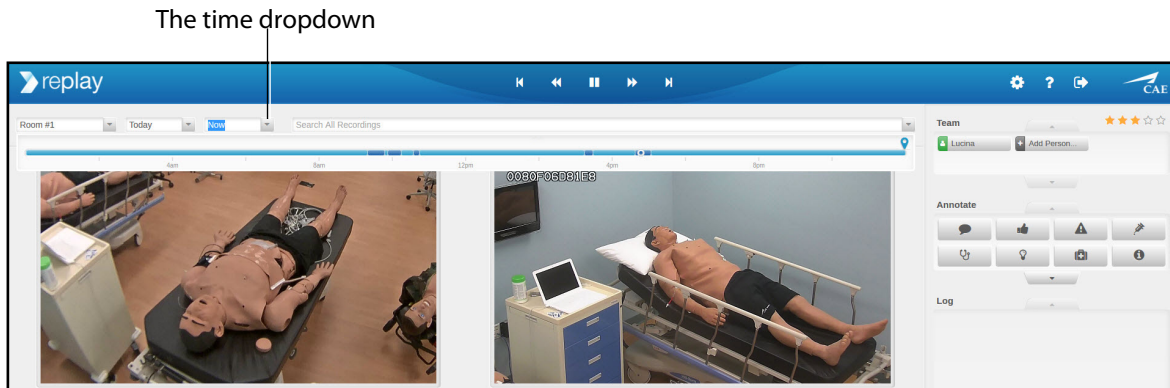 The time dropdown
replay
? CAE
Room #1 Today Now Search All Recordings
Team
Lucina Add Person...
4am 8am 12pm 4pm 8pm
0080F06D81E8
Annotate
Log